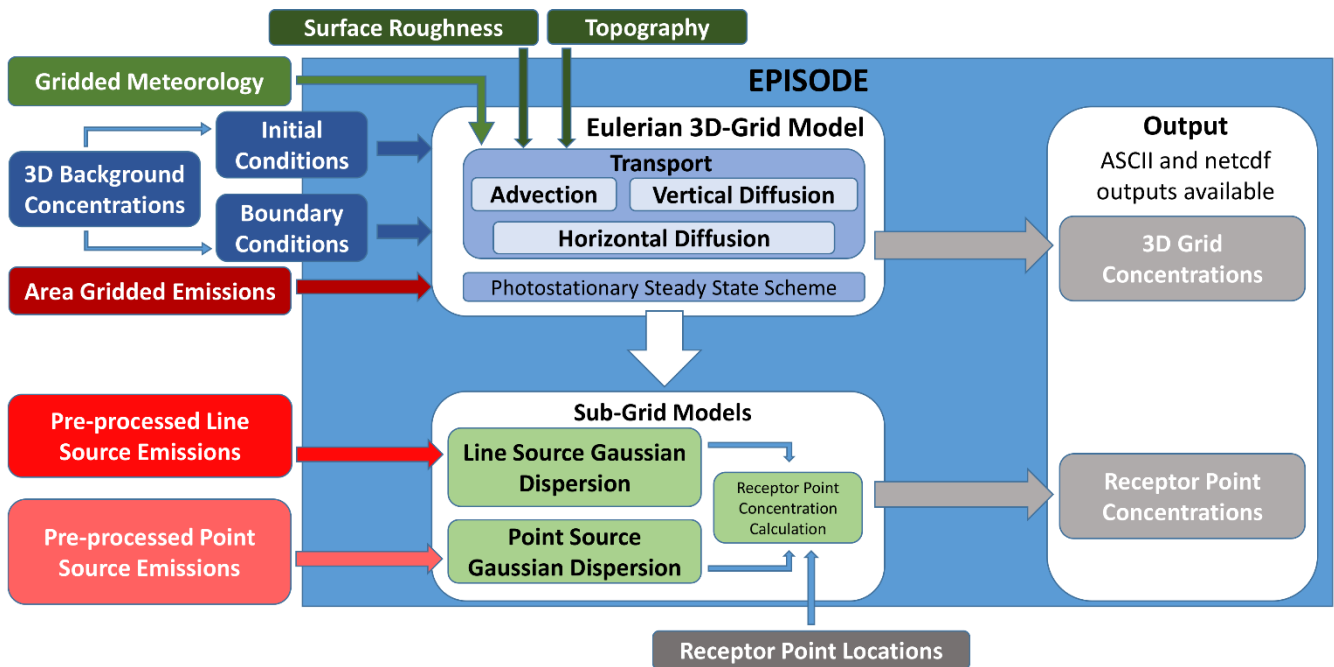 Surface Roughness
Topography
Gridded Meteorology
EPISODE
Initial
Conditions
3D Background
Concentrations
Boundary
Conditions
Area Gridded Emissions
Eulerian 3D-Grid Model
Transport
Advection
Vertical Diffusion
Horizontal Diffusion
Photostationary Steady State Scheme
Output
ASCII and netcdf
outputs available
3D Grid
Concentrations
Pre-processed Line
Source Emissions
Pre-processed Point
Source Emissions
Sub-Grid Models
Line Source Gaussian
Dispersion
Point Source
Gaussian Dispersion
Receptor Point
Concentration
Calculation
Receptor Point
Concentrations
Receptor Point Locations